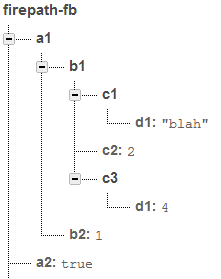 firepath-fb
a1
b1
c1
d1: "blah"
c2: 2
c3
d1: 4
b2: 1
a2: true